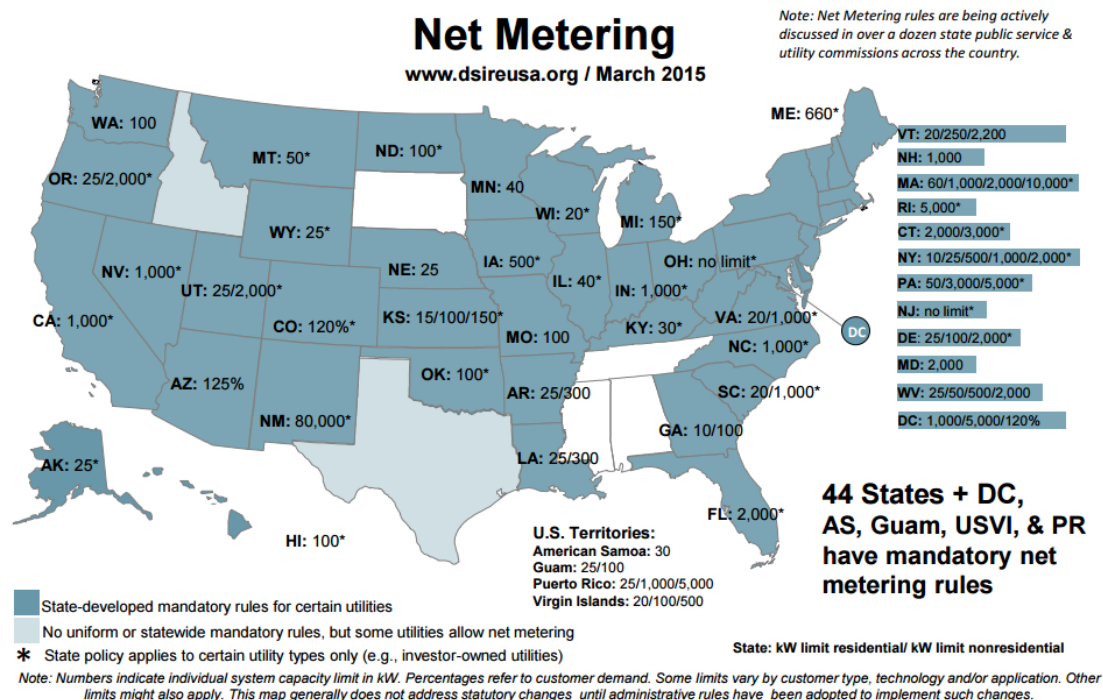 Net Metering
www.dsireusa.org / March 2015
Note: Net Metering rules are being actively
discussed in over a dozen state public service &
utility commissions across the country.
WA: 100
OR: 25/2,000*
MT: 50*
ND: 100*
MN: 40
WI: 20*
MI: 150*
ME: 660*
WY: 25*
NV: 1,000*
UT: 25/2,000*
CA: 1,000*
CO: 120%*
NE: 25
KS: 15/100/150*
IA: 500*
IL: 40*
IN: 1,000*
OH: no limit*
MO: 100
KY: 30*
VA: 20/1,000*
DC
NC: 1,000*
AZ: 125%
NM: 80,000*
OK: 100*
AR: 25/300
SC: 20/1,000*
GA: 10/100
LA: 25/300
FL: 2,000*
AK: 25*
HI: 100*
VT: 20/250/2,200
NH: 1,000
MA: 60/1,000/2,000/10,000*
RI: 5,000*
CT: 2,000/3,000*
NY: 10/25/500/1,000/2,000*
PA: 50/3,000/5,000*
NJ: no limit*
DE: 25/100/2,000*
MD: 2,000
WV: 25/50/500/2,000
DC: 1,000/5,000/120%
44 States + DC,
AS, Guam, USVI, & PR
have mandatory net
metering rules
U.S. Territories:
American Samoa: 30
Guam: 25/100
Puerto Rico: 25/1,000/5,000
Virgin Islands: 20/100/500
State-developed mandatory rules for certain utilities
No uniform or statewide mandatory rules, but some utilities allow net metering
* State policy applies to certain utility types only (e.g., investor-owned utilities)
State: kW limit residential/ kW limit nonresidential
Note: Numbers indicate individual system capacity limit in kW. Percentages refer to customer demand. Some limits vary by customer type, technology and/or application. Other
limits might also apply. This map generally does not address statutory changes until administrative rules have been adopted to implement such changes.